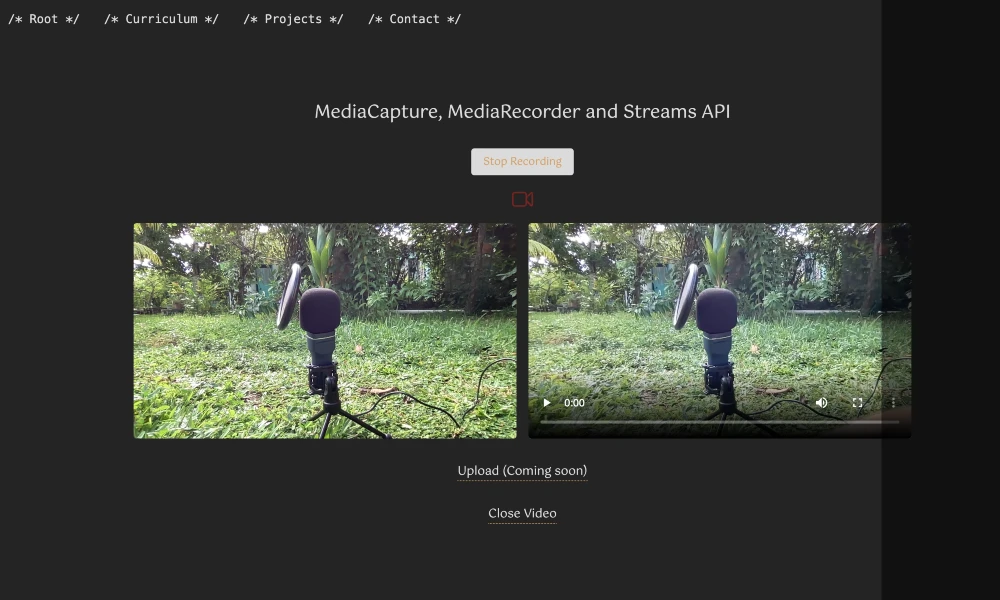 /* Root */ /* Curriculum */ /* Projects */ /* Contact */
MediaCapture, MediaRecorder and Streams API
Stop Recording
0:00
Upload (Coming soon)
Close Video